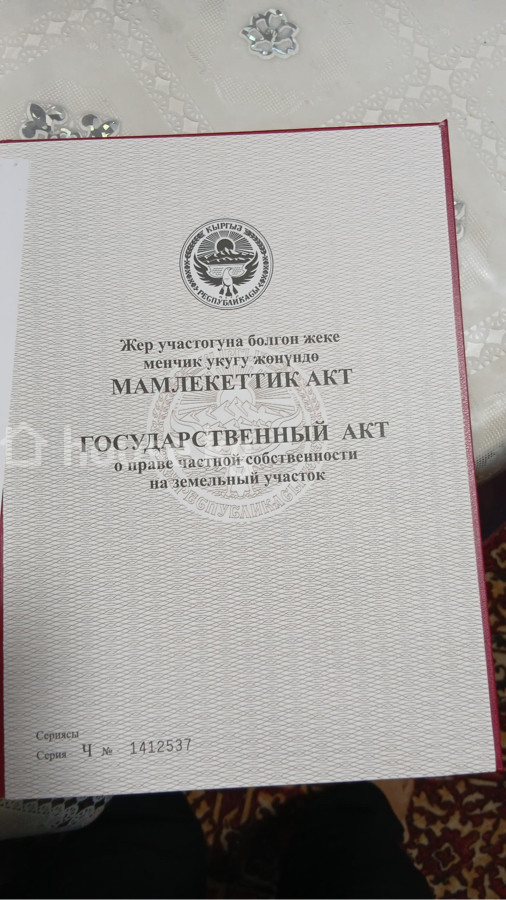 КЫРГЫЗ
РЕСПУБЛИКАСЫ
Жер участогуна болгон жеке
менчик укугу жөнүндө
МАМЛЕКЕТТИК АКТ
ГОСУДАРСТВЕННЫЙ АКТ
о праве частной собственности
на земельный участок
РЕСПУБЛИКАСЫ
Сериясы
Серия Ч № 1412537